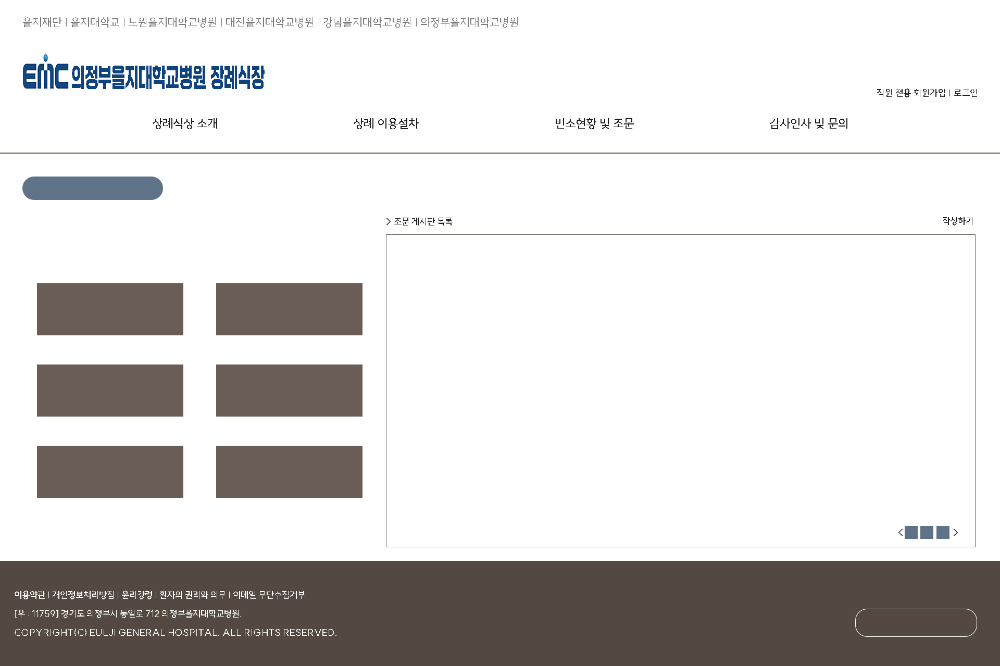 을지재단 | 을지대학교 | 노원을지대학교병원 | 대전을지대학교병원 | 강남을지대학교병원 | 의정부을지대학교병원
EMC 의정부을지대학교병원 장례식장
직원 전용 회원가입 | 로그인
장례식장 소개 장례 이용절차 빈소현황 및 조문 감사인사 및 문의
> 조문 게시판 목록 작성하기
< >
이용약관 | 개인정보처리방침 | 윤리강령 | 환자의 권리와 의무 | 이메일 무단수집거부
[우 : 11759] 경기도 의정부시 동일로 712 의정부을지대학교병원.
COPYRIGHT(C) EULJI GENERAL HOSPITAL. ALL RIGHTS RESERVED.